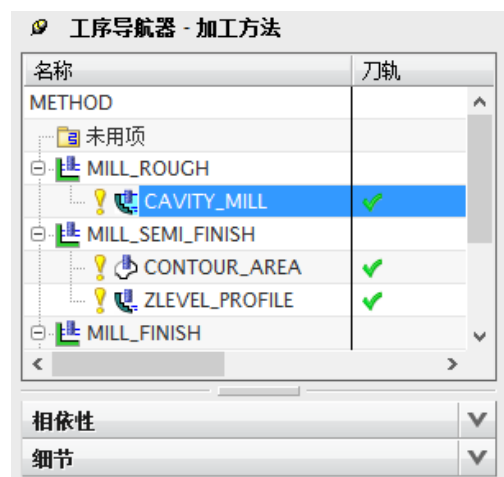 工序导航器 - 加工方法
名称 刀轨
METHOD
未用项
MILL_ROUGH
CAVITY_MILL
MILL_SEMI_FINISH
CONTOUR_AREA
ZLEVEL_PROFILE
MILL_FINISH
相依性
细节